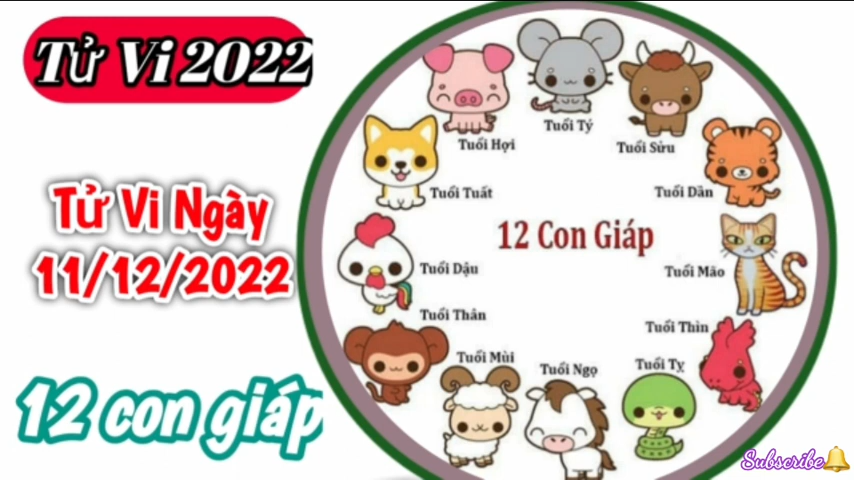 Tử Vi 2022
Tử Vi Ngày
11/12/2022
12 con giáp
Tuổi Tý
Tuổi Hợi
Tuổi Sửu
Tuổi Tuất
Tuổi Dần
12 Con Giáp
Tuổi Dậu
Tuổi Mão
Tuổi Thân
Tuổi Thìn
Tuổi Mùi
Tuổi Ngọ
Tuổi Tỵ
Subscribe